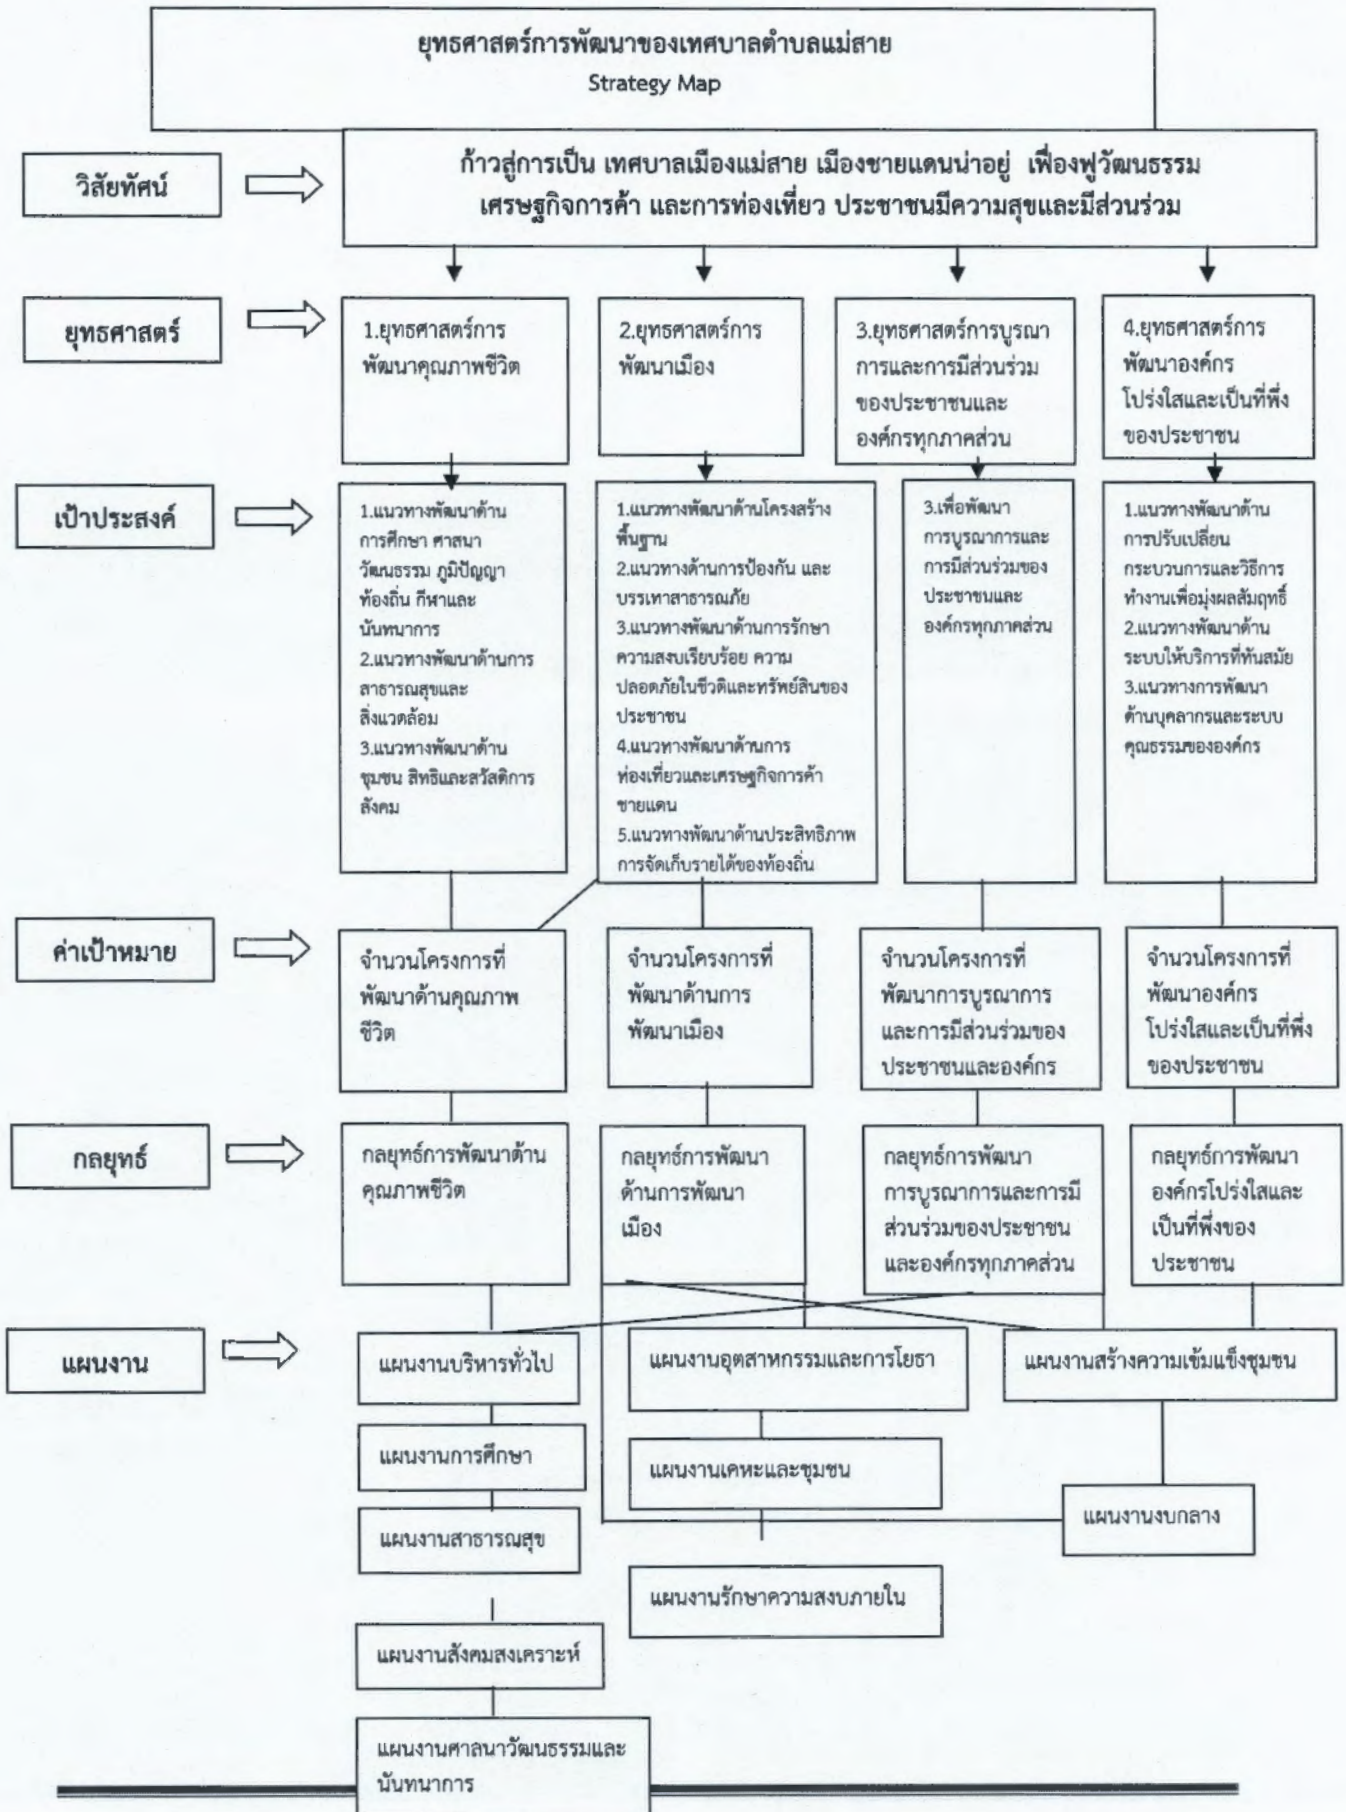 ยุทธศาสตร์การพัฒนาของเทศบาลตำบลแม่สาย
Strategy Map
วิสัยทัศน์
ก้าวสู่การเป็น เทศบาลเมืองแม่สาย เมืองชายแดนน่าอยู่ เฟื่องฟูวัฒนธรรม
เศรษฐกิจการค้า และการท่องเที่ยว ประชาชนมีความสุขและมีส่วนร่วม
ยุทธศาสตร์
1.ยุทธศาสตร์การ
พัฒนาคุณภาพชีวิต
2.ยุทธศาสตร์การ
พัฒนาเมือง
3.ยุทธศาสตร์การบูรณา
การและการมีส่วนร่วม
ของประชาชนและ
องค์กรทุกภาคส่วน
4.ยุทธศาสตร์การ
พัฒนาองค์กร
โปร่งใสและเป็นที่พึ่ง
ของประชาชน
เป้าประสงค์
1.แนวทางพัฒนาด้าน
การศึกษา ศาสนา
วัฒนธรรม ภูมิปัญญา
ท้องถิ่น กีฬาและ
นันทนาการ
2.แนวทางพัฒนาด้านการ
สาธารณสุขและ
สิ่งแวดล้อม
3.แนวทางพัฒนาด้าน
ชุมชน สิทธิและสวัสดิการ
สังคม
1.แนวทางพัฒนาด้านโครงสร้าง
พื้นฐาน
2.แนวทางด้านการป้องกัน และ
บรรเทาสาธารณภัย
3.แนวทางพัฒนาด้านการรักษา
ความสงบเรียบร้อย ความ
ปลอดภัยในชีวติและทรัพย์สินของ
ประชาชน
4.แนวทางพัฒนาด้านการ
ท่องเที่ยวและเศรษฐกิจการค้า
ชายแดน
5.แนวทางพัฒนาด้านประสิทธิภาพ
การจัดเก็บรายได้ของท้องถิ่น
3.เพื่อพัฒนา
การบูรณาการและ
การมีส่วนร่วมของ
ประชาชนและ
องค์กรทุกภาคส่วน
1.แนวทางพัฒนาด้าน
การปรับเปลี่ยน
กระบวนการและวิธีการ
ทำงานเพื่อมุ่งผลสัมฤทธิ์
2.แนวทางพัฒนาด้าน
ระบบให้บริการที่ทันสมัย
3.แนวทางการพัฒนา
ด้านบุคลากรและระบบ
คุณธรรมขององค์กร
ค่าเป้าหมาย
จำนวนโครงการที่
พัฒนาด้านคุณภาพ
ชีวิต
จำนวนโครงการที่
พัฒนาด้านการ
พัฒนาเมือง
จำนวนโครงการที่
พัฒนาการบูรณาการ
และการมีส่วนร่วมของ
ประชาชนและองค์กร
จำนวนโครงการที่
พัฒนาองค์กร
โปร่งใสและเป็นที่พึ่ง
ของประชาชน
กลยุทธ์
กลยุทธ์การพัฒนาด้าน
คุณภาพชีวิต
กลยุทธ์การพัฒนา
ด้านการพัฒนา
เมือง
กลยุทธ์การพัฒนา
การบูรณาการและการมี
ส่วนร่วมของประชาชน
และองค์กรทุกภาคส่วน
กลยุทธ์การพัฒนา
องค์กรโปร่งใสและ
เป็นที่พึ่งของ
ประชาชน
แผนงาน
แผนงานบริหารทั่วไป
แผนงานอุตสาหกรรมและการโยธา
แผนงานสร้างความเข้มแข็งชุมชน
แผนงานการศึกษา
แผนงานเคหะและชุมชน
แผนงานงบกลาง
แผนงานสาธารณสุข
แผนงานรักษาความสงบภายใน
แผนงานสังคมสงเคราะห์
แผนงานศาลนาวัฒนธรรมและ
นันทนาการ